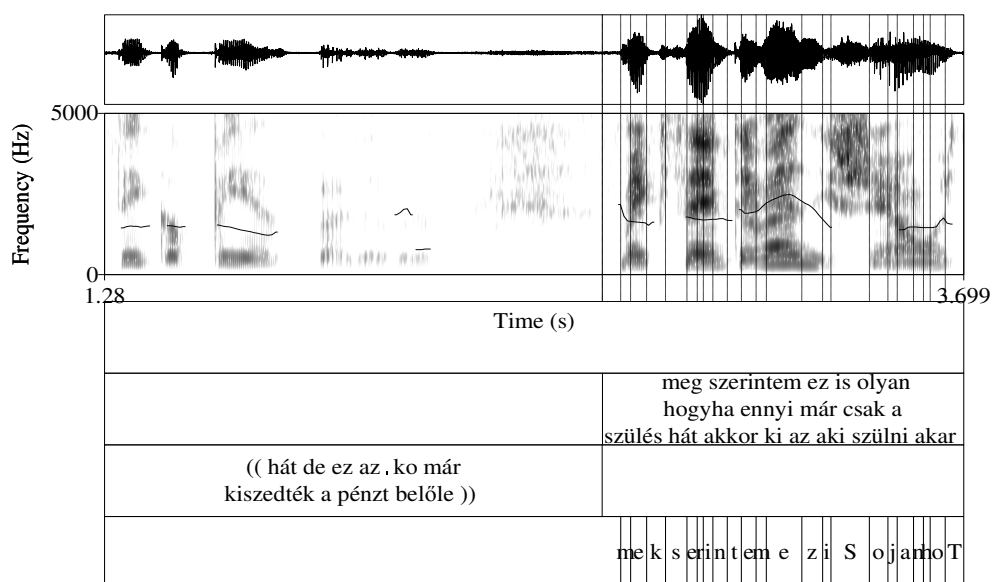 Frequency (Hz)
5000
0
1.28
3.699
Time (s)
meg szerintem ez is olyan
hogyha ennyi már csak a
szülés hát akkor ki az aki szülni akar
(( hát de ez az . ko már
kiszedték a pénzt belőle ))
m e k s e r i n t e m e z i S o j a n h o T